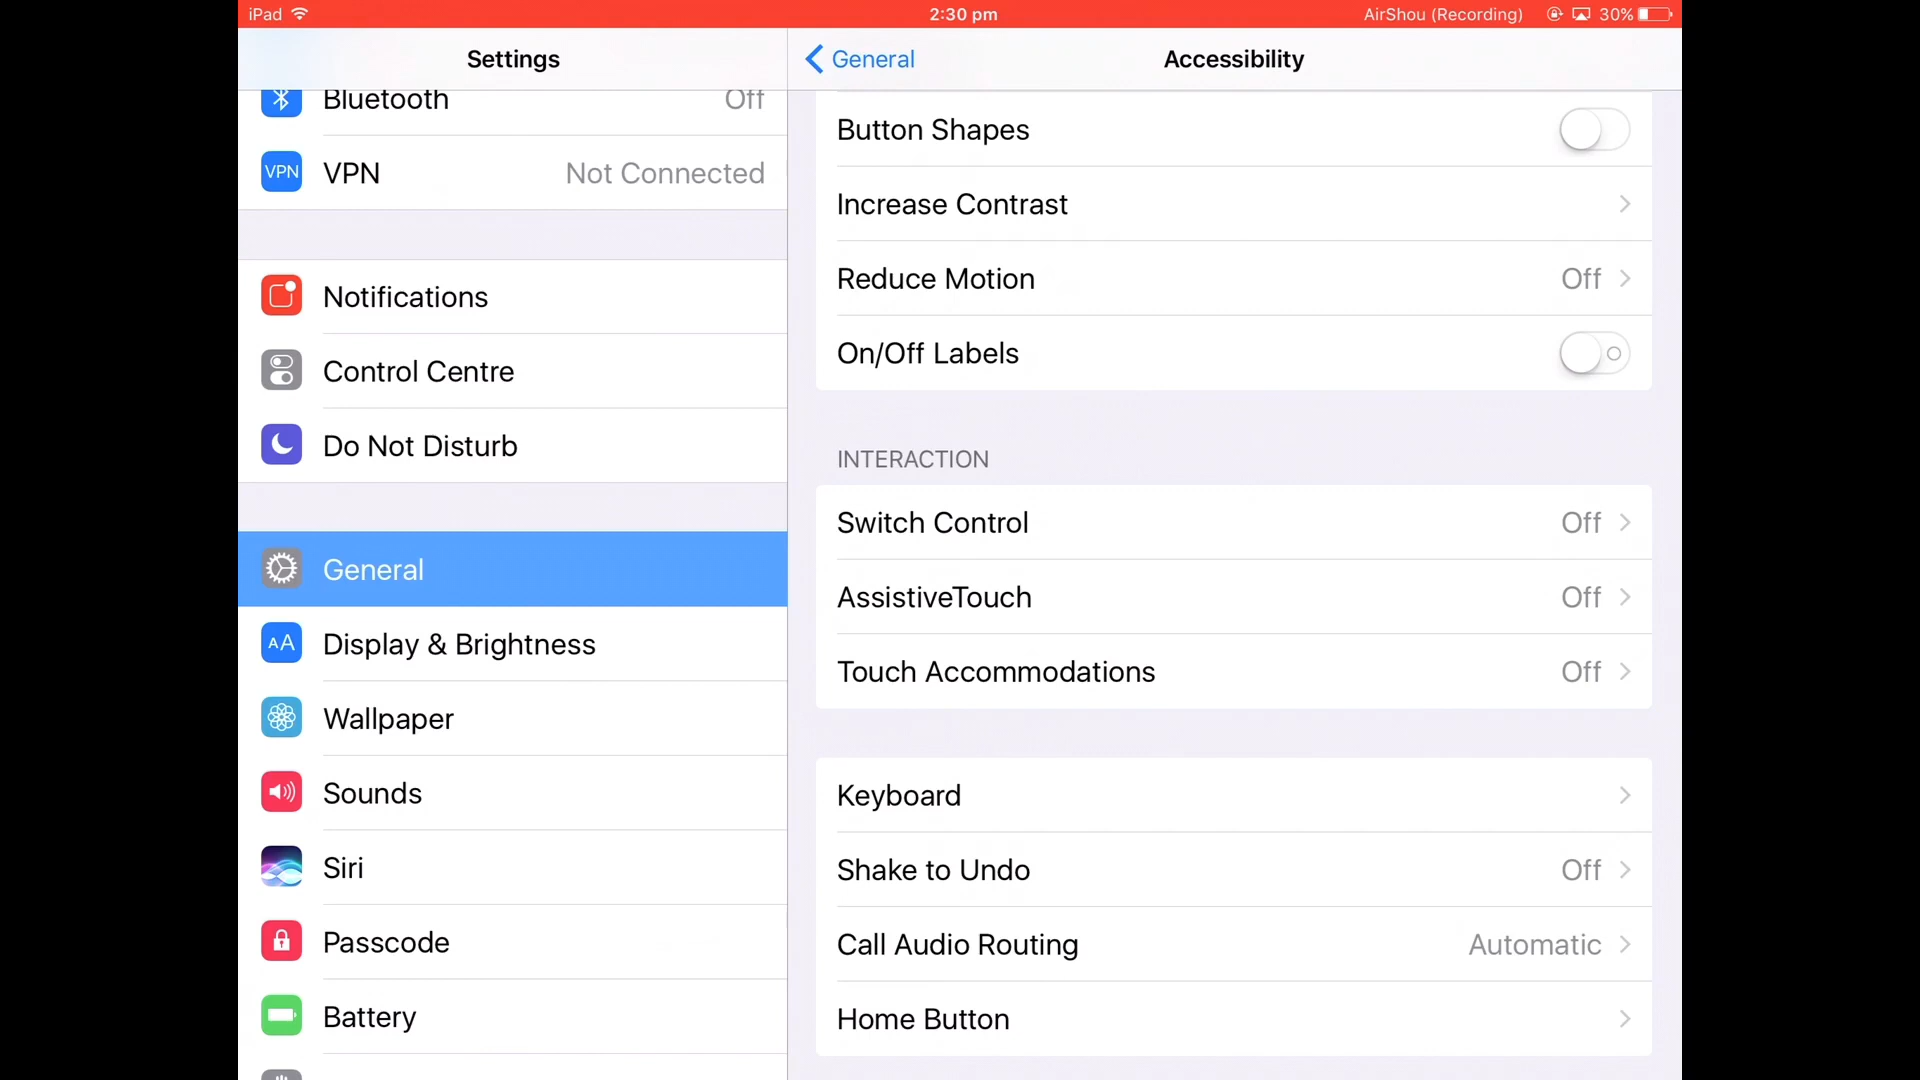 iPad 2:30 pm AirShou (Recording) 30%
Settings
Bluetooth Off
VPN VPN Not Connected
Notifications
Control Centre
Do Not Disturb
General
AA Display & Brightness
Wallpaper
Sounds
Siri
Passcode
Battery
General Accessibility
Button Shapes
Increase Contrast
Reduce Motion Off
On/Off Labels
INTERACTION
Switch Control Off
AssistiveTouch Off
Touch Accommodations Off
Keyboard
Shake to Undo Off
Call Audio Routing Automatic
Home Button